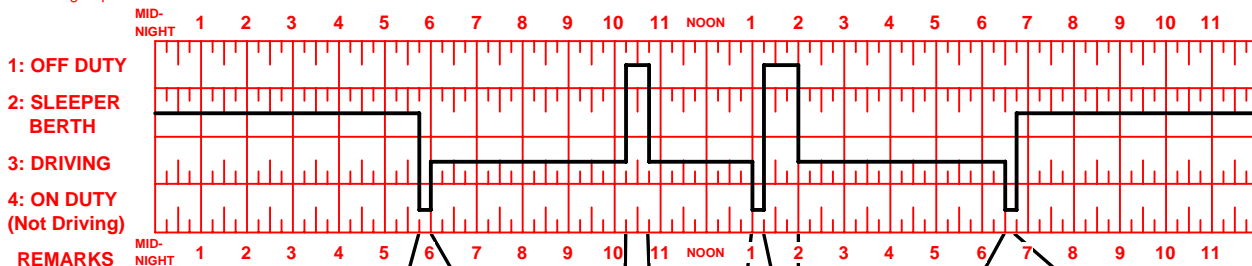 MID-NIGHT 1 2 3 4 5 6 7 8 9 10 11 NOON 1 2 3 4 5 6 7 8 9 10 11
1: OFF DUTY
2: SLEEPER
BERTH
3: DRIVING
4: ON DUTY
(Not Driving)
REMARKS MID-NIGHT 1 2 3 4 5 6 7 8 9 10 11 NOON 1 2 3 4 5 6 7 8 9 10 11